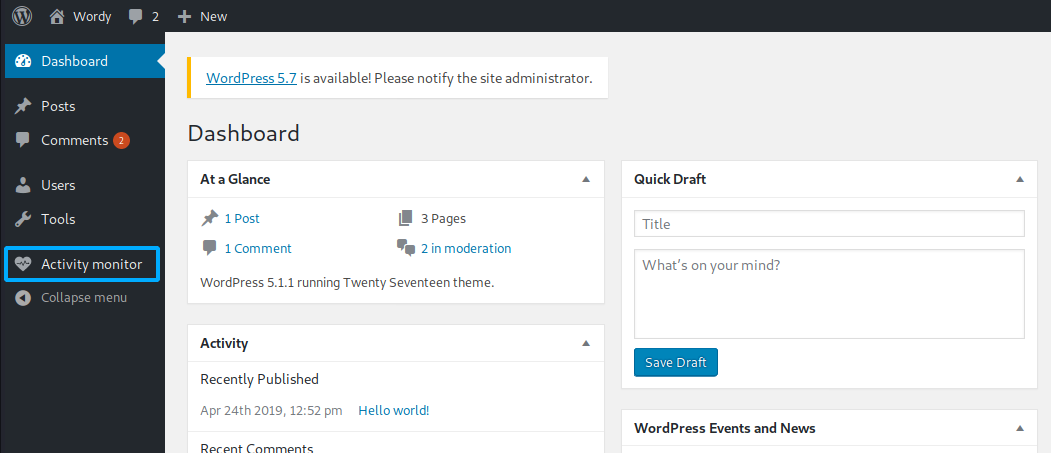 Wordy 2 New
Dashboard
Posts
Comments 2
Users
Tools
Activity monitor
Collapse menu
WordPress 5.7 is available! Please notify the site administrator.
Dashboard
At a Glance
1 Post 3 Pages
1 Comment 2 in moderation
WordPress 5.1.1 running Twenty Seventeen theme.
Activity
Recently Published
Apr 24th 2019, 12:52 pm Hello world!
Recent Comments
Quick Draft
Title
What's on your mind?
Save Draft
WordPress Events and News